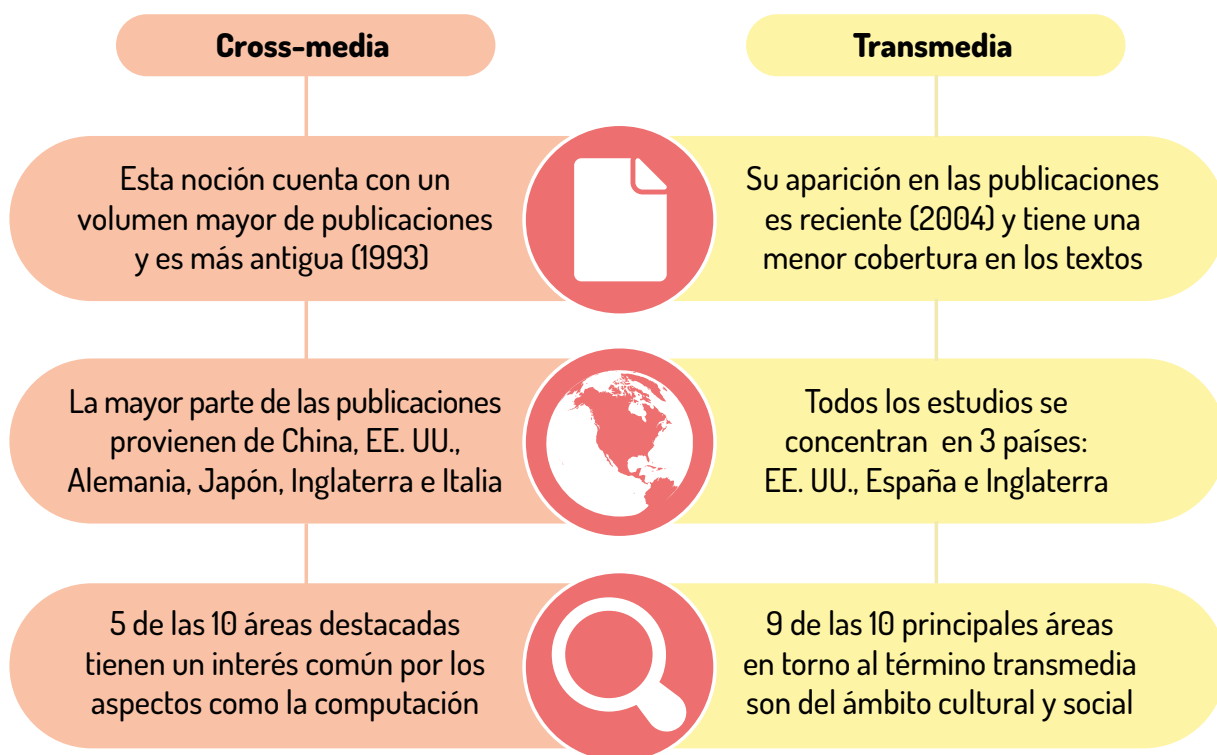 Cross-media
Transmedia
Esta noción cuenta con un
volumen mayor de publicaciones
y es más antigua (1993)
Su aparición en las publicaciones
es reciente (2004) y tiene una
menor cobertura en los textos
La mayor parte de las publicaciones
provienen de China, EE. UU.,
Alemania, Japón, Inglaterra e Italia
Todos los estudios se
concentran en 3 países:
EE. UU., España e Inglaterra
5 de las 10 áreas destacadas
tienen un interés común por los
aspectos como la computación
9 de las 10 principales áreas
en torno al término transmedia
son del ámbito cultural y social